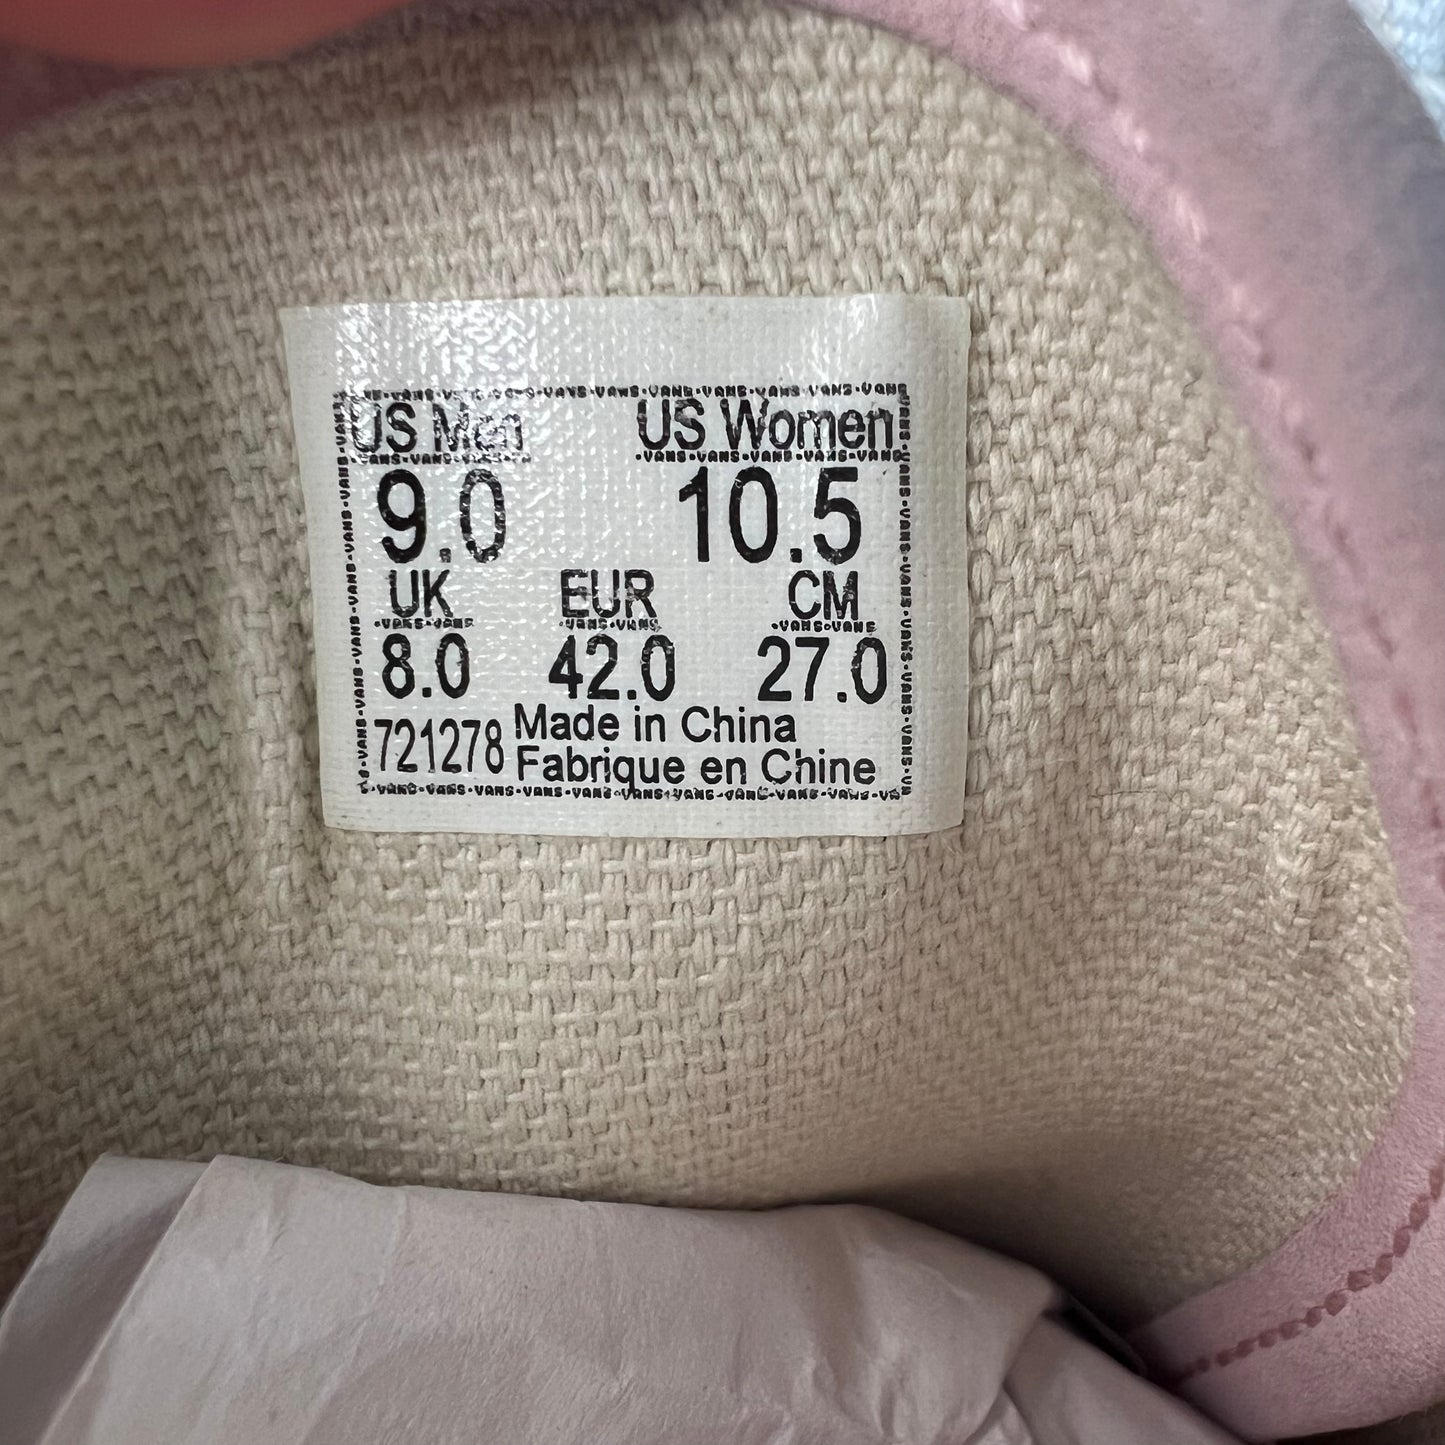 US Men US Women
9.0 10.5
UK EUR CM
8.0 42.0 27.0
721278 Made in China
Fabrique en Chine